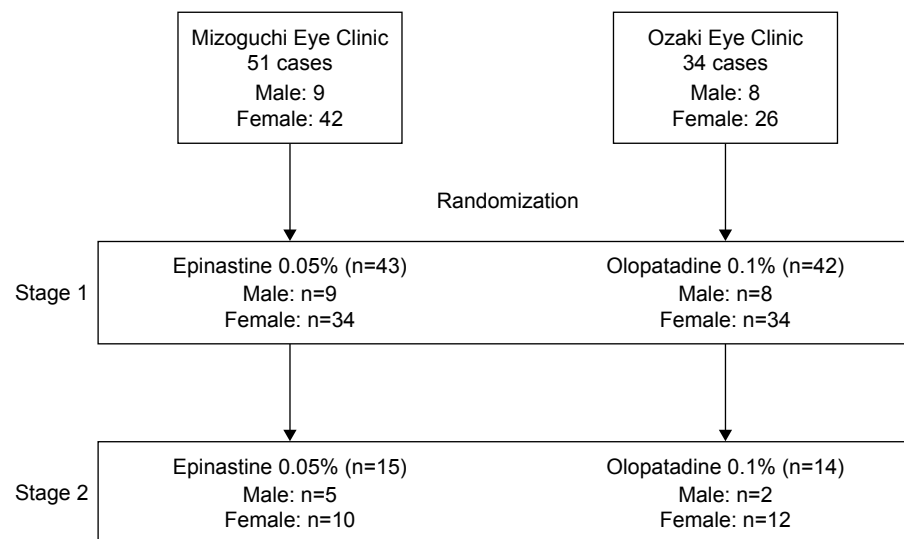 Mizoguchi Eye Clinic
51 cases
Male: 9
Female: 42
Ozaki Eye Clinic
34 cases
Male: 8
Female: 26
Randomization
Stage 1
Epinastine 0.05% (n=43)
Male: n=9
Female: n=34
Olopatadine 0.1% (n=42)
Male: n=8
Female: n=34
Stage 2
Epinastine 0.05% (n=15)
Male: n=5
Female: n=10
Olopatadine 0.1% (n=14)
Male: n=2
Female: n=12